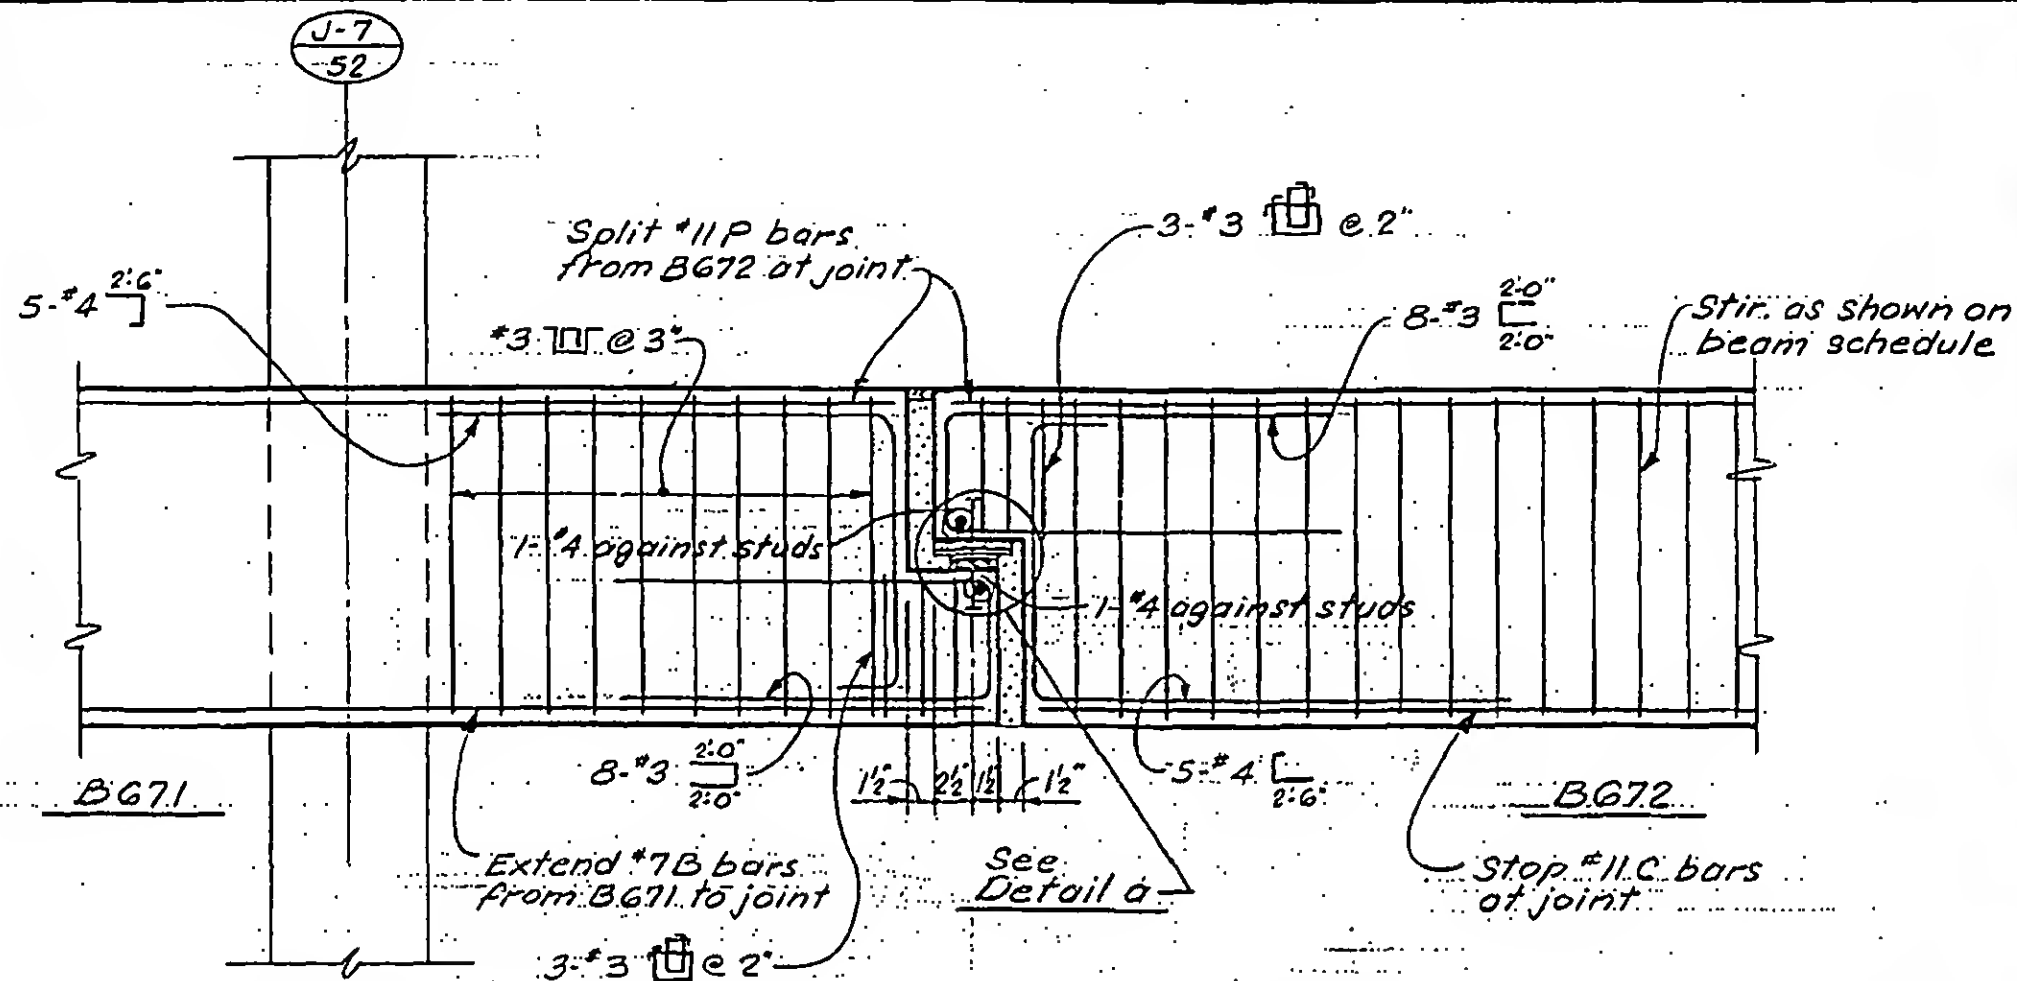 J-7
52
Split #11P bars
from B672 at joint
3-#3 @ 2"
5-#4 2'-6"
#3 @ 3"
8-#3 2'-0"
2'-0"
Stir. as shown on
beam schedule
1-#4 against studs
1-#4 against studs
8-#3 2'-0"
2'-0"
1½" 2½" 1½" 1½"
5-#4 2'-6"
B671
B672
Extend #7B bars
from B671 to joint
See
Detail a
Stop #11C bars
at joint
3-#3 @ 2"